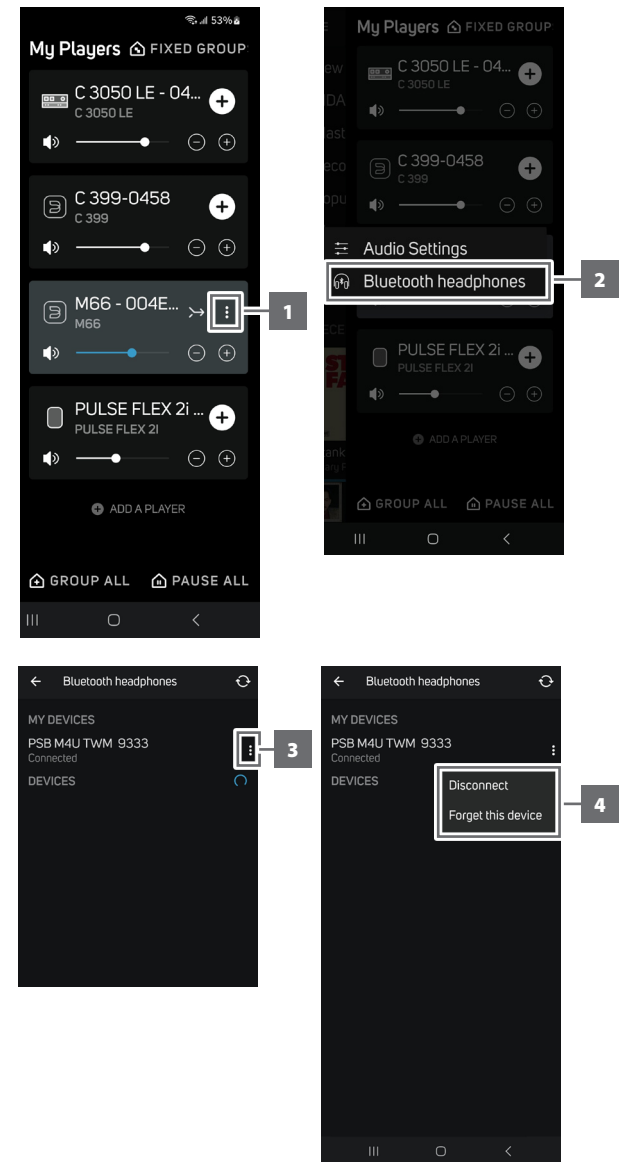 53%
My Players FIXED GROUP
C 3050 LE - 04...
C 3050 LE
C 399-0458
C 399
M66 - 004E...
M66
1
PULSE FLEX 2i ...
PULSE FLEX 2I
ADD A PLAYER
GROUP ALL PAUSE ALL
My Players FIXED GROUP
C 3050 LE - 04...
C 3050 LE
C 399-0458
C 399
Audio Settings
Bluetooth headphones
2
PULSE FLEX 2i ...
PULSE FLEX 2I
ADD A PLAYER
GROUP ALL PAUSE ALL
Bluetooth headphones
MY DEVICES
PSB M4U TWM 9333
Connected
3
DEVICES
Bluetooth headphones
MY DEVICES
PSB M4U TWM 9333
Connected
DEVICES
Disconnect
Forget this device
4